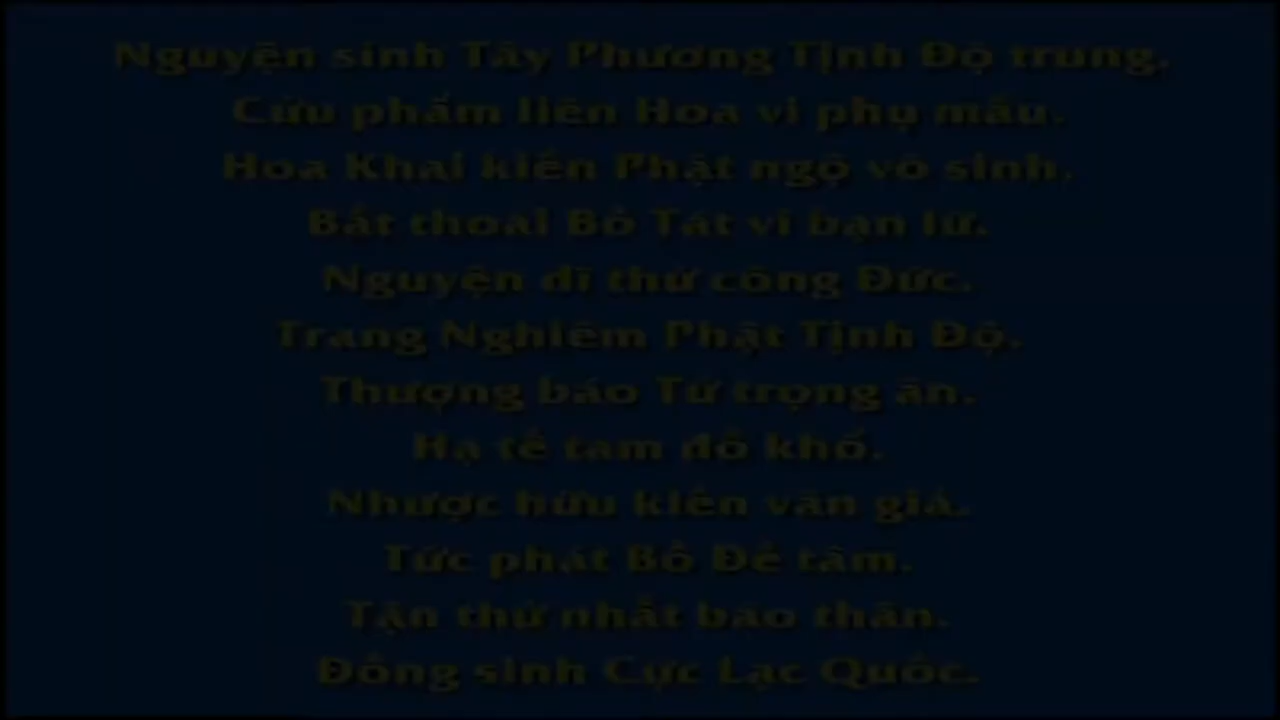 Nguyện sinh Tây Phương Tịnh Độ trung.
Cửu phẩm liên Hoa vi phụ mẫu.
Hoa Khai kiến Phật ngộ vô sinh.
Bất thoái Bồ Tát vi bạn lữ.
Nguyện dĩ thử công Đức.
Trang Nghiêm Phật Tịnh Độ.
Thượng báo Tứ trọng ân.
Hạ tế tam đồ khổ.
Nhược hữu kiến văn giả.
Tức phát Bồ Đề tâm.
Tận thử nhất báo thân.
Đồng sinh Cực Lạc Quốc.